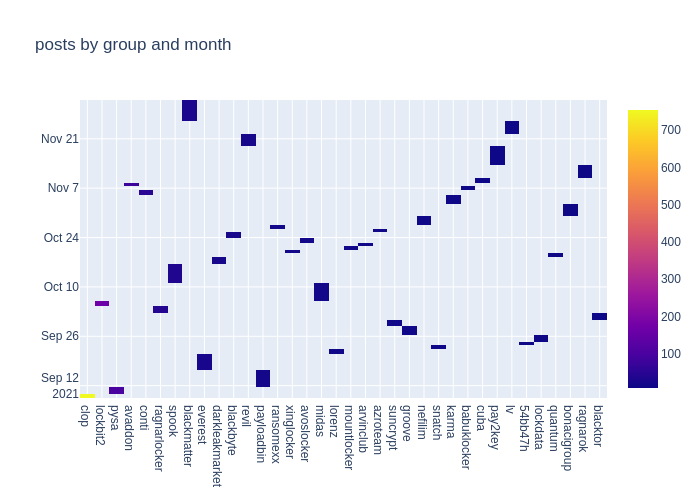 posts by group and month
Nov 21
Nov 7
Oct 24
Oct 10
Sep 26
Sep 12
2021
700
600
500
400
300
200
100
clop
lockbit2
pysa
avaddon
conti
ragnarlocker
spook
blackmatter
everest
darkleakmarket
blackbyte
revil
payloadbin
ransomexx
xinglocker
avoslocker
midas
lorenz
mountlocker
arvinclub
azroteam
suncrypt
groove
nefilim
snatch
karma
babuklocker
cuba
pay2key
lv
54bb47h
lockdata
quantum
bonacigroup
ragnarok
blacktor